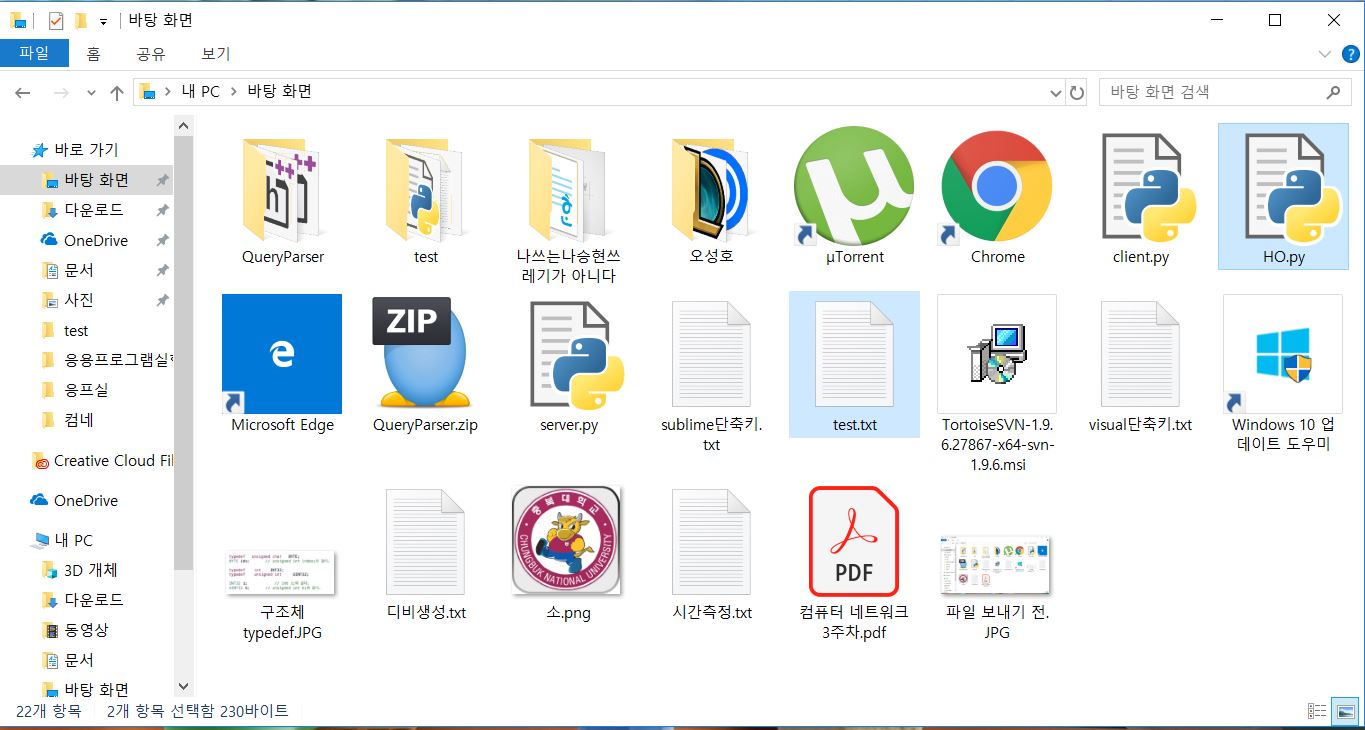 바탕 화면
파일 홈 공유 보기
내 PC 바탕 화면
바탕 화면 검색
바로 가기
바탕 화면
다운로드
OneDrive
문서
사진
test
응용프로그램실
응프실
컴네
Creative Cloud Fil
OneDrive
내 PC
3D 개체
다운로드
동영상
문서
바탕 화면
QueryParser
test
나쓰는나승현쓰
레기가 아니다
오성호
µTorrent
Chrome
client.py
HO.py
Microsoft Edge
ZIP
QueryParser.zip
server.py
sublime단축키.
txt
test.txt
TortoiseSVN-1.9.
6.27867-x64-svn-
1.9.6.msi
visual단축키.txt
Windows 10 업
데이트 도우미
구조체
typedef.JPG
디비생성.txt
충북대학교
CHUNGBUK NATIONAL UNIVERSITY
소.png
시간측정.txt
PDF
컴퓨터 네트워크
3주차.pdf
파일 보내기 전.
JPG
22개 항목 2개 항목 선택함 230바이트